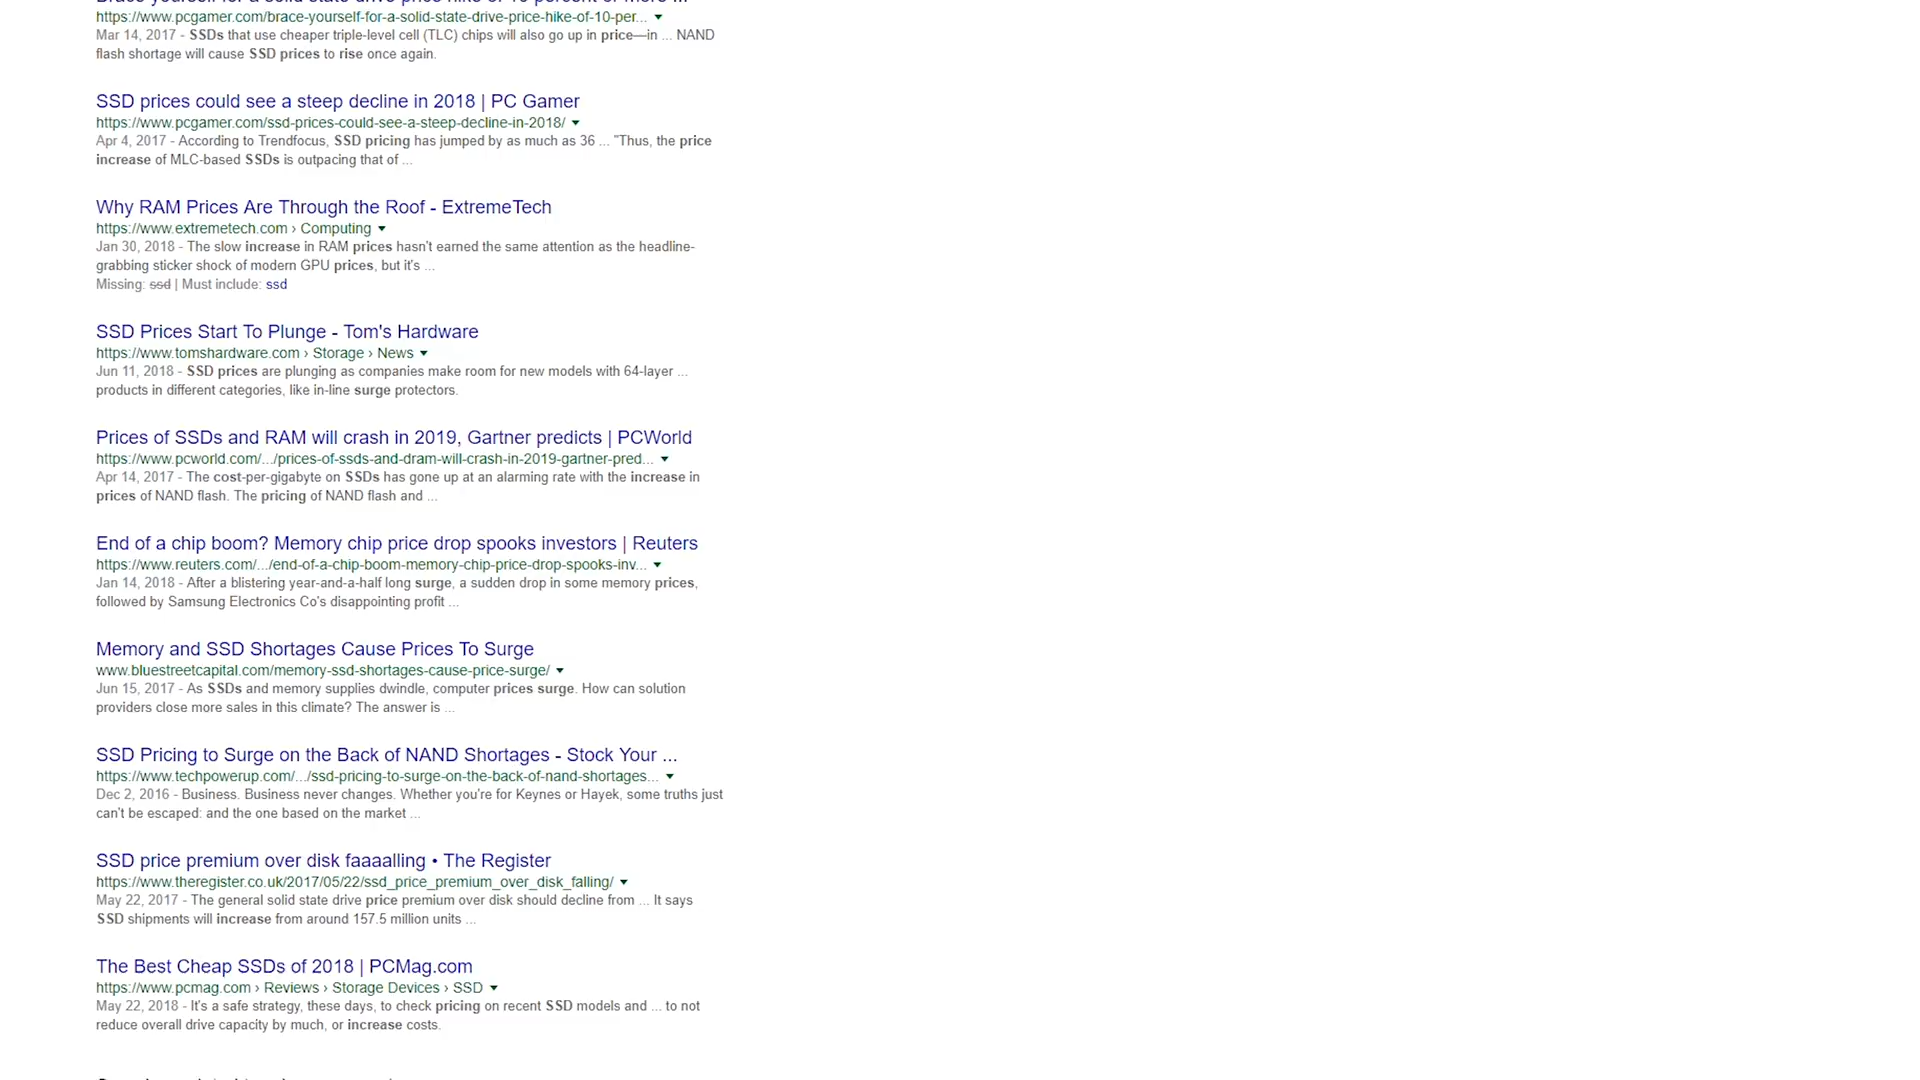 Brace yourself for a solid state drive price hike of 10 percent or more ...
https://www.pcgamer.com/brace-yourself-for-a-solid-state-drive-price-hike-of-10-per...
Mar 14, 2017 - SSDs that use cheaper triple-level cell (TLC) chips will also go up in price—in ... NAND
flash shortage will cause SSD prices to rise once again.
SSD prices could see a steep decline in 2018 | PC Gamer
https://www.pcgamer.com/ssd-prices-could-see-a-steep-decline-in-2018/
Apr 4, 2017 - According to Trendfocus, SSD pricing has jumped by as much as 36 ... "Thus, the price
increase of MLC-based SSDs is outpacing that of ...
Why RAM Prices Are Through the Roof - ExtremeTech
https://www.extremetech.com › Computing
Jan 30, 2018 - The slow increase in RAM prices hasn't earned the same attention as the headline-
grabbing sticker shock of modern GPU prices, but it's ...
Missing: ssd | Must include: ssd
SSD Prices Start To Plunge - Tom's Hardware
https://www.tomshardware.com › Storage › News
Jun 11, 2018 - SSD prices are plunging as companies make room for new models with 64-layer ...
products in different categories, like in-line surge protectors.
Prices of SSDs and RAM will crash in 2019, Gartner predicts | PCWorld
https://www.pcworld.com/.../prices-of-ssds-and-dram-will-crash-in-2019-gartner-pred...
Apr 14, 2017 - The cost-per-gigabyte on SSDs has gone up at an alarming rate with the increase in
prices of NAND flash. The pricing of NAND flash and ...
End of a chip boom? Memory chip price drop spooks investors | Reuters
https://www.reuters.com/.../end-of-a-chip-boom-memory-chip-price-drop-spooks-inv...
Jan 14, 2018 - After a blistering year-and-a-half long surge, a sudden drop in some memory prices,
followed by Samsung Electronics Co's disappointing profit ...
Memory and SSD Shortages Cause Prices To Surge
www.bluestreetcapital.com/memory-ssd-shortages-cause-price-surge/
Jun 15, 2017 - As SSDs and memory supplies dwindle, computer prices surge. How can solution
providers close more sales in this climate? The answer is ...
SSD Pricing to Surge on the Back of NAND Shortages - Stock Your ...
https://www.techpowerup.com/.../ssd-pricing-to-surge-on-the-back-of-nand-shortages...
Dec 2, 2016 - Business. Business never changes. Whether you're for Keynes or Hayek, some truths just
can't be escaped: and the one based on the market ...
SSD price premium over disk faaaalling • The Register
https://www.theregister.co.uk/2017/05/22/ssd_price_premium_over_disk_falling/
May 22, 2017 - The general solid state drive price premium over disk should decline from ... It says
SSD shipments will increase from around 157.5 million units ...
The Best Cheap SSDs of 2018 | PCMag.com
https://www.pcmag.com › Reviews › Storage Devices › SSD
May 22, 2018 - It's a safe strategy, these days, to check pricing on recent SSD models and ... to not
reduce overall drive capacity by much, or increase costs.